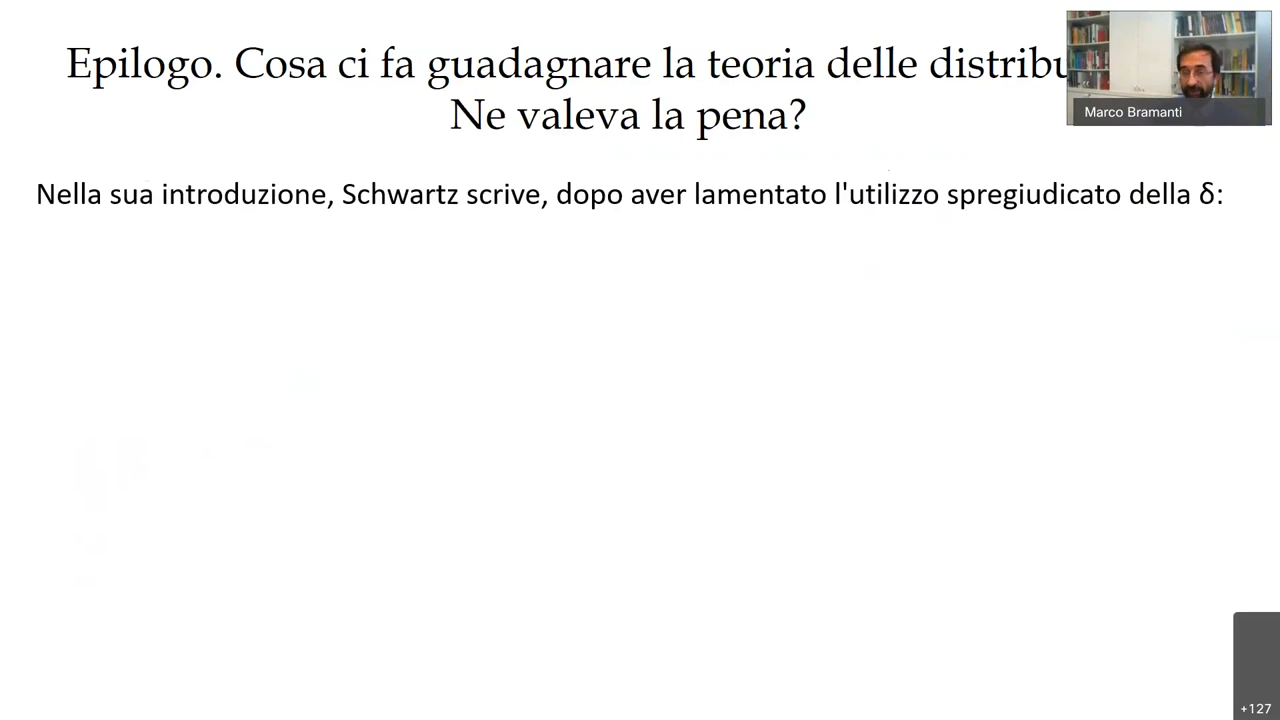 Epilogo. Cosa ci fa guadagnare la teoria delle distribu
Ne valeva la pena?
Marco Bramanti
Nella sua introduzione, Schwartz scrive, dopo aver lamentato l'utilizzo spregiudicato della δ:
+127